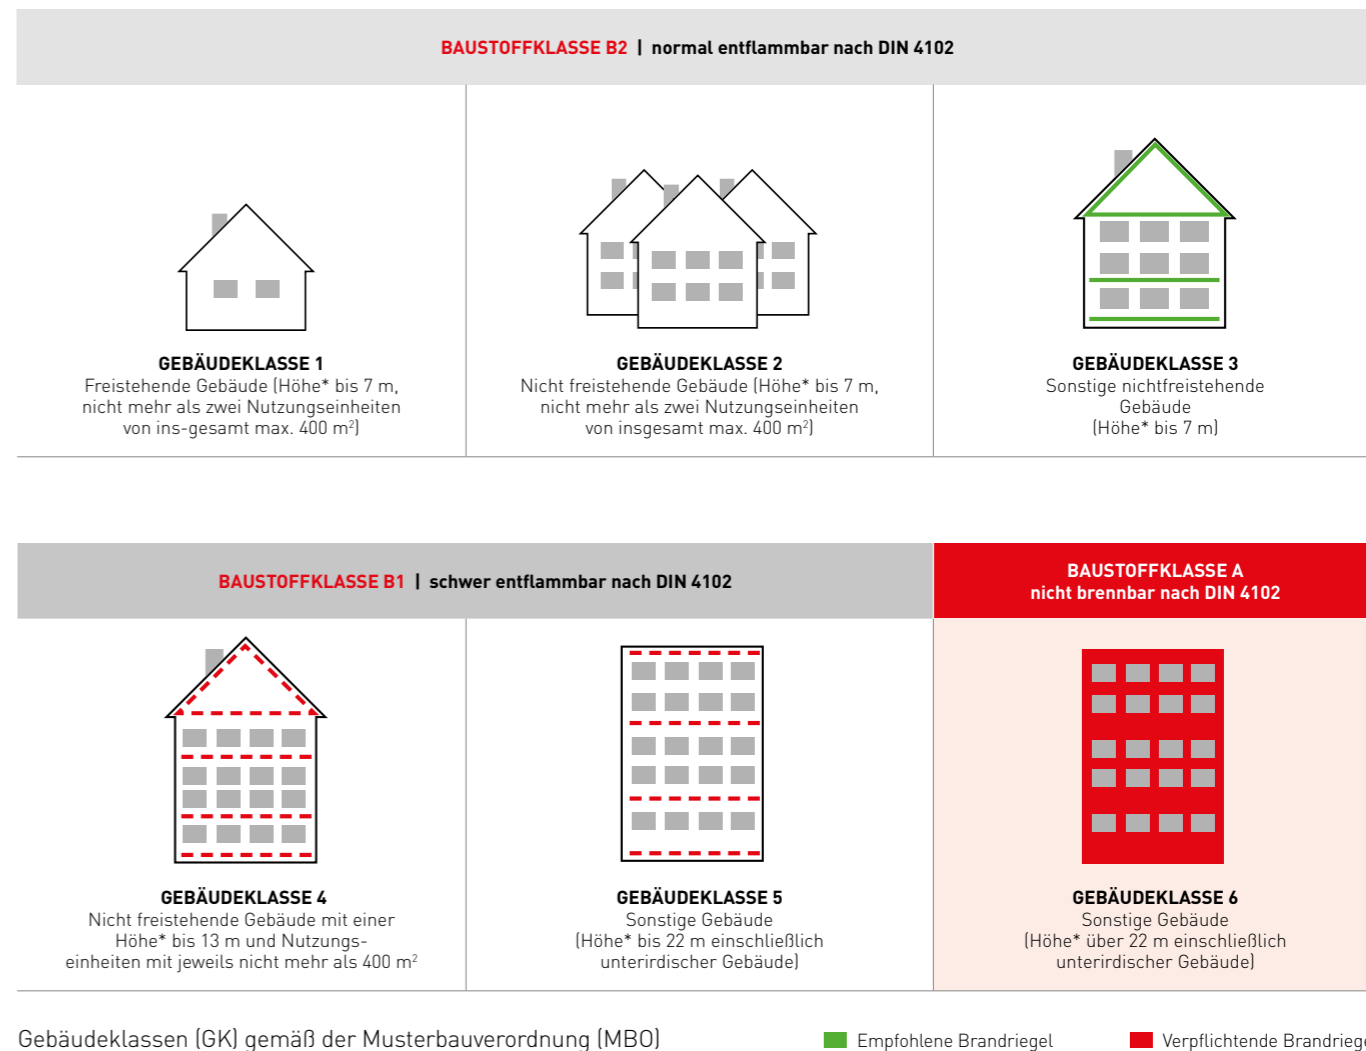 BAUSTOFFKLASSE B2 | normal entflammbar nach DIN 4102
GEBÄUDEKLASSE 1
Freistehende Gebäude (Höhe* bis 7 m,
nicht mehr als zwei Nutzungseinheiten
von ins-gesamt max. 400 m²)
GEBÄUDEKLASSE 2
Nicht freistehende Gebäude (Höhe* bis 7 m,
nicht mehr als zwei Nutzungseinheiten
von insgesamt max. 400 m²)
GEBÄUDEKLASSE 3
Sonstige nichtfreistehende
Gebäude
(Höhe* bis 7 m)
BAUSTOFFKLASSE B1 | schwer entflammbar nach DIN 4102
BAUSTOFFKLASSE A
nicht brennbar nach DIN 4102
GEBÄUDEKLASSE 4
Nicht freistehende Gebäude mit einer
Höhe* bis 13 m und Nutzungs-
einheiten mit jeweils nicht mehr als 400 m²
GEBÄUDEKLASSE 5
Sonstige Gebäude
(Höhe* bis 22 m einschließlich
unterirdischer Gebäude)
GEBÄUDEKLASSE 6
Sonstige Gebäude
(Höhe* über 22 m einschließlich
unterirdischer Gebäude)
Gebäudeklassen (GK) gemäß der Musterbauverordnung (MBO)
Empfohlene Brandriegel
Verpflichtende Brandriege